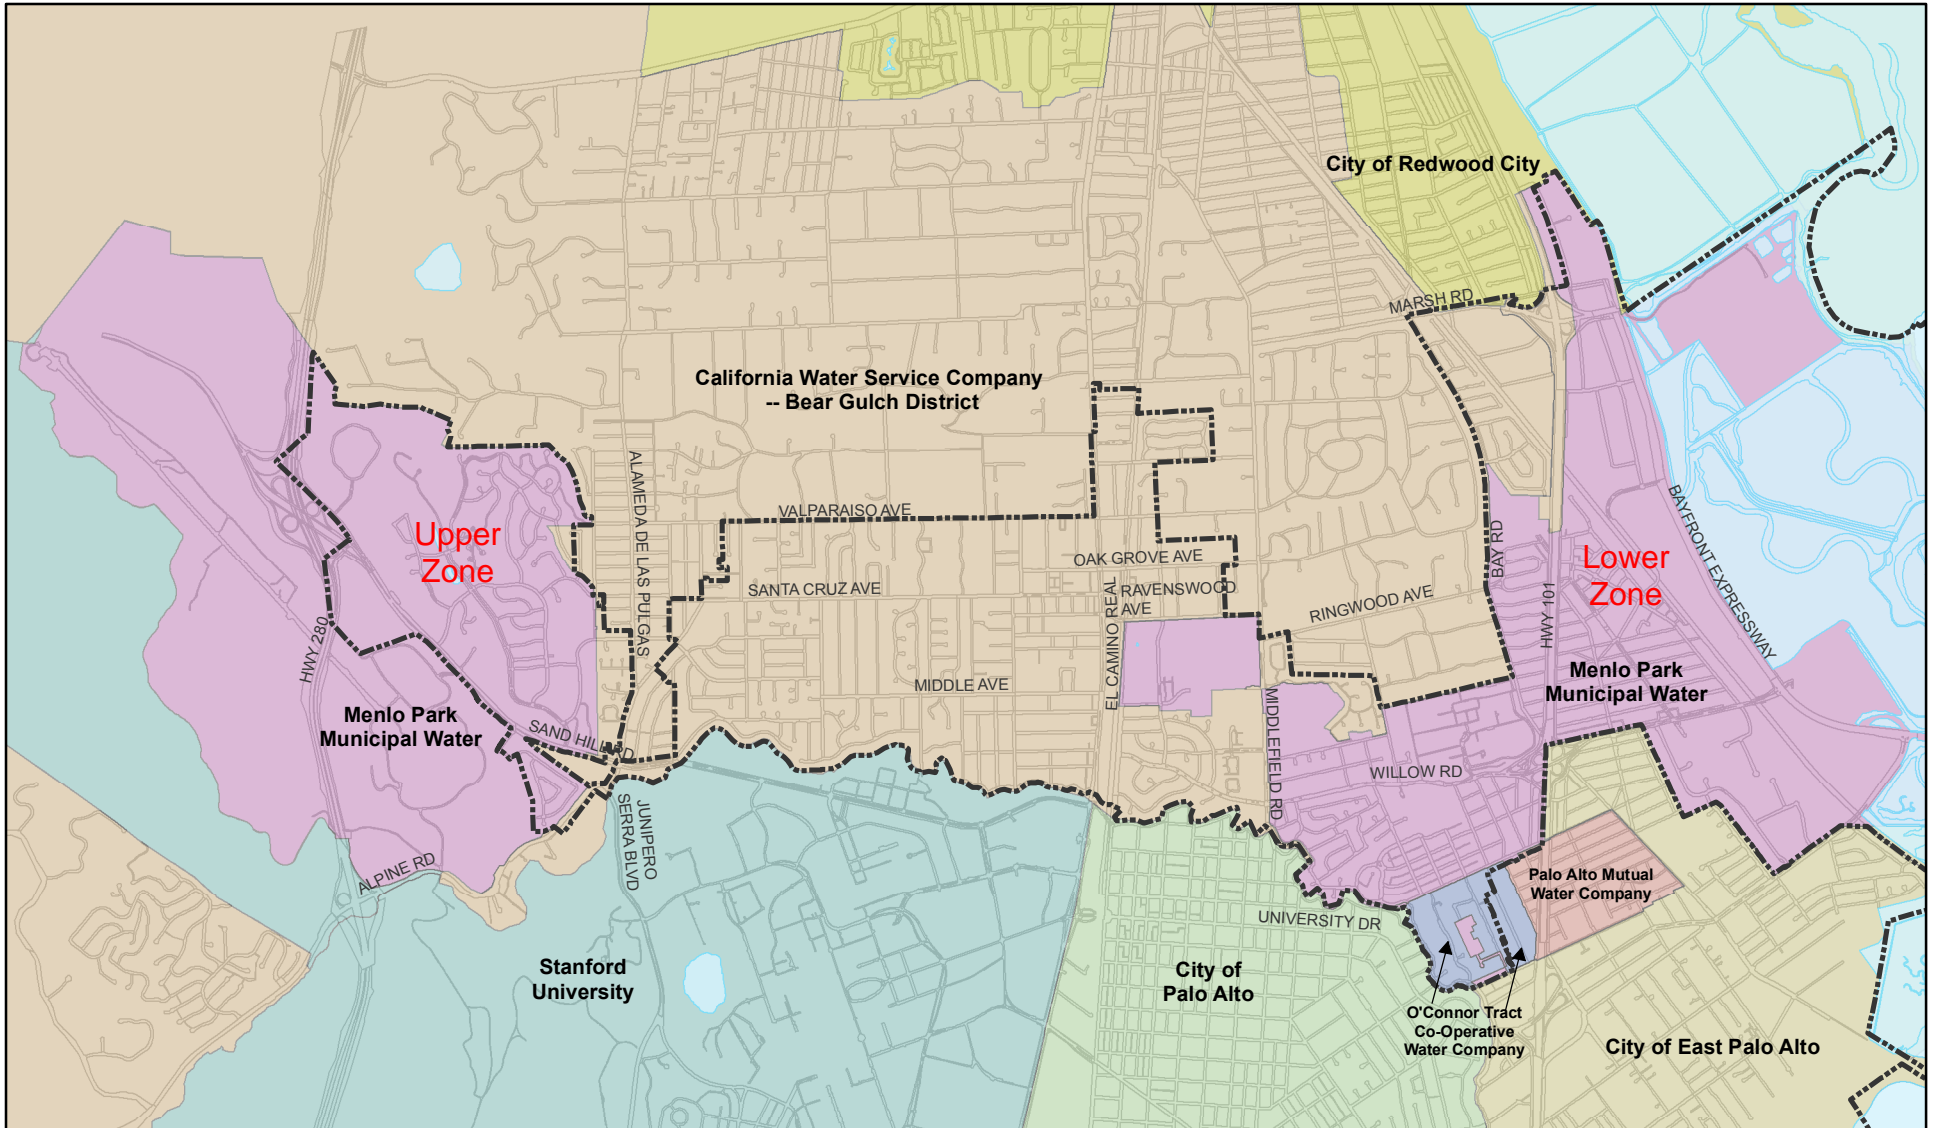 City of Redwood City
MARSH RD
California Water Service Company
-- Bear Gulch District
ALAMEDA DE LAS PULGAS
VALPARAISO AVE
BAY RD
BAYFRONT EXPRESSWAY
Upper
Zone
Lower
Zone
OAK GROVE AVE
SANTA CRUZ AVE
EL CAMINO REAL
RAVENSWOOD
AVE
RINGWOOD AVE
HWY 101
HWY 280
MIDDLE AVE
Menlo Park
Municipal Water
MIDDLEFIELD RD
Menlo Park
Municipal Water
SAND HILL RD
WILLOW RD
JUNIPERO
SERRA BLVD
ALPINE RD
Palo Alto Mutual
Water Company
UNIVERSITY DR
Stanford
University
City of
Palo Alto
O'Connor Tract
Co-Operative
Water Company
City of East Palo Alto